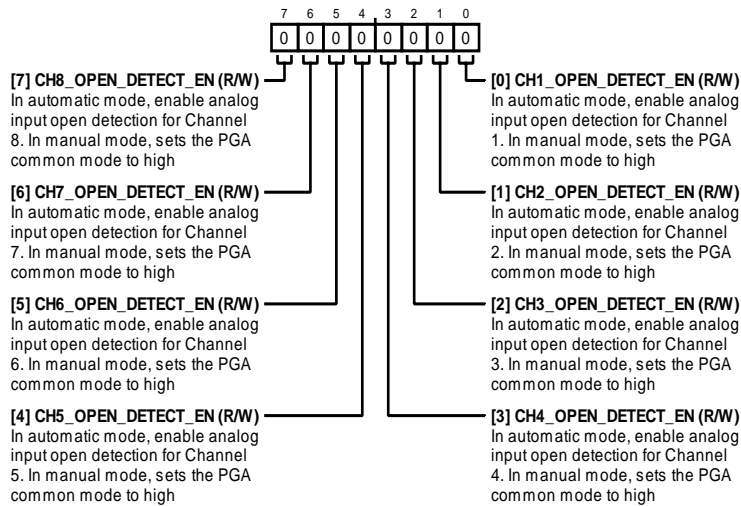 7 6 5 4 3 2 1 0
0 0 0 0 0 0 0 0
[7] CH8_OPEN_DETECT_EN (R/W)
In automatic mode, enable analog
input open detection for Channel
8. In manual mode, sets the PGA
common mode to high
[6] CH7_OPEN_DETECT_EN (R/W)
In automatic mode, enable analog
input open detection for Channel
7. In manual mode, sets the PGA
common mode to high
[5] CH6_OPEN_DETECT_EN (R/W)
In automatic mode, enable analog
input open detection for Channel
6. In manual mode, sets the PGA
common mode to high
[4] CH5_OPEN_DETECT_EN (R/W)
In automatic mode, enable analog
input open detection for Channel
5. In manual mode, sets the PGA
common mode to high
[0] CH1_OPEN_DETECT_EN (R/W)
In automatic mode, enable analog
input open detection for Channel
1. In manual mode, sets the PGA
common mode to high
[1] CH2_OPEN_DETECT_EN (R/W)
In automatic mode, enable analog
input open detection for Channel
2. In manual mode, sets the PGA
common mode to high
[2] CH3_OPEN_DETECT_EN (R/W)
In automatic mode, enable analog
input open detection for Channel
3. In manual mode, sets the PGA
common mode to high
[3] CH4_OPEN_DETECT_EN (R/W)
In automatic mode, enable analog
input open detection for Channel
4. In manual mode, sets the PGA
common mode to high